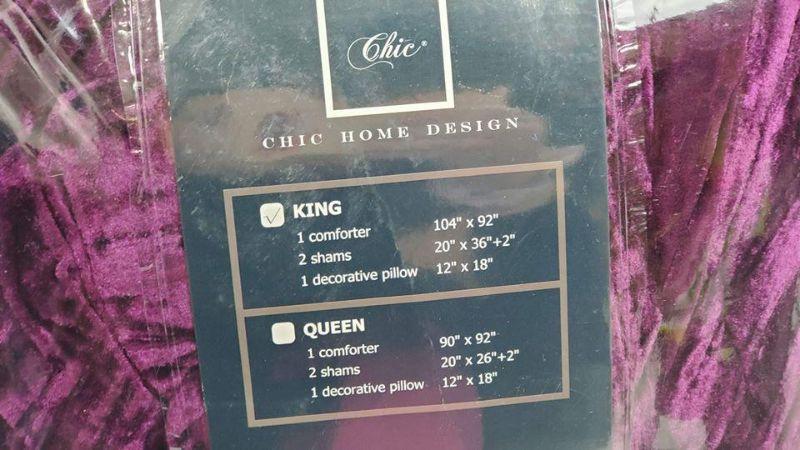 Chic®
CHIC HOME DESIGN
KING
1 comforter 104" x 92"
2 shams 20" x 36"+2"
1 decorative pillow 12" x 18"
QUEEN
1 comforter 90" x 92"
2 shams 20" x 26"+2"
1 decorative pillow 12" x 18"